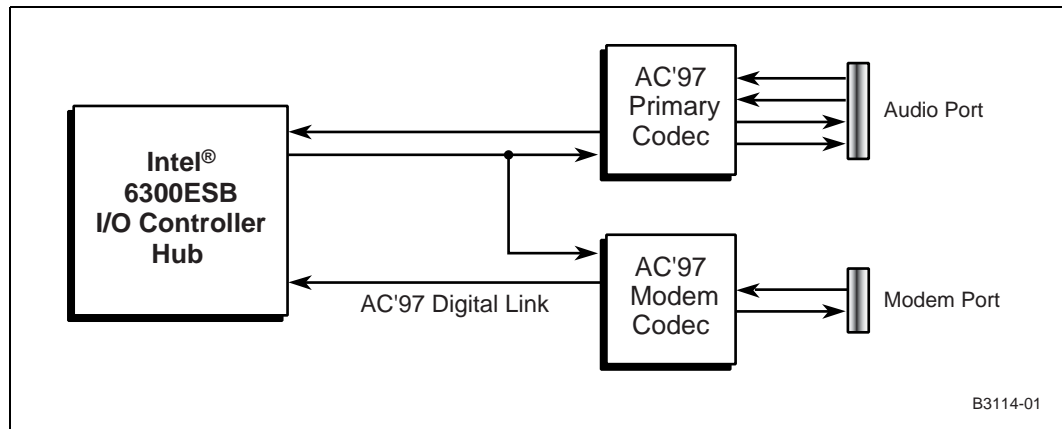 Intel®
6300ESB
I/O Controller
Hub
AC'97
Primary
Codec
Audio Port
AC'97 Digital Link
AC'97
Modem
Codec
Modem Port
B3114-01